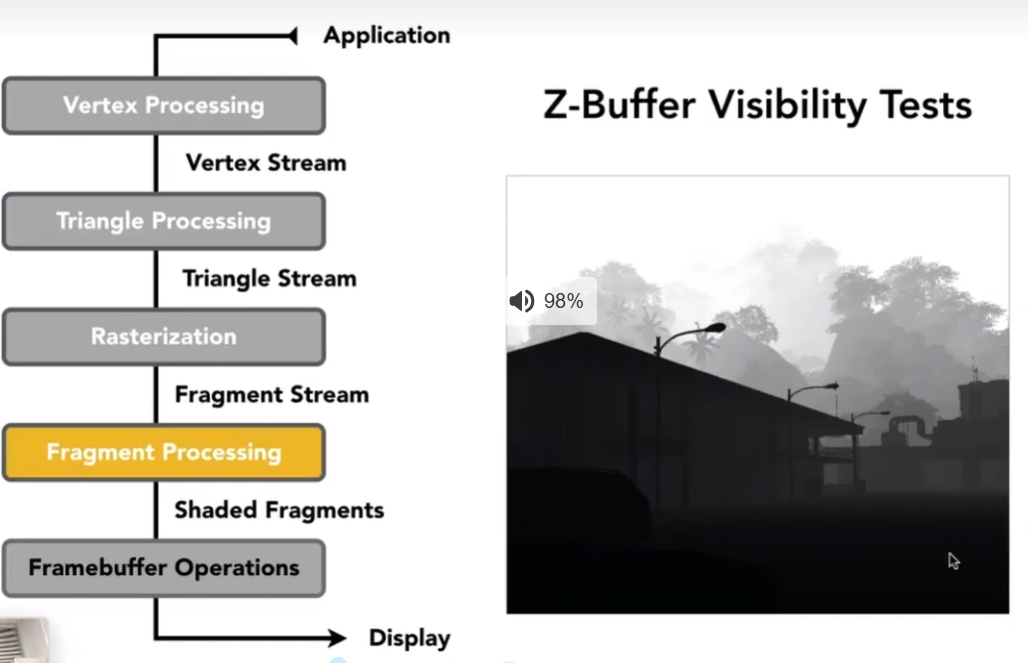 Application
Vertex Processing
Vertex Stream
Triangle Processing
Triangle Stream
Rasterization
Fragment Stream
Fragment Processing
Shaded Fragments
Framebuffer Operations
Display
Z-Buffer Visibility Tests
98%